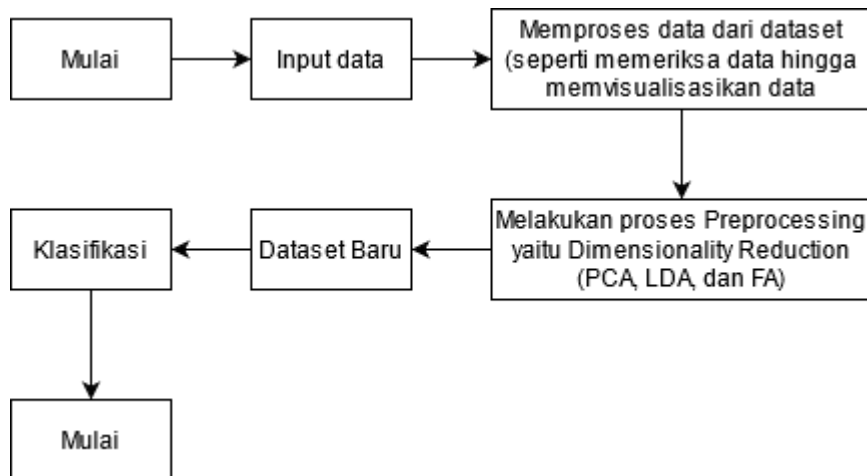 Mulai
Input data
Memproses data dari dataset
(seperti memeriksa data hingga
memvisualisasikan data
Melakukan proses Preprocessing
yaitu Dimensionality Reduction
(PCA, LDA, dan FA)
Dataset Baru
Klasifikasi
Mulai